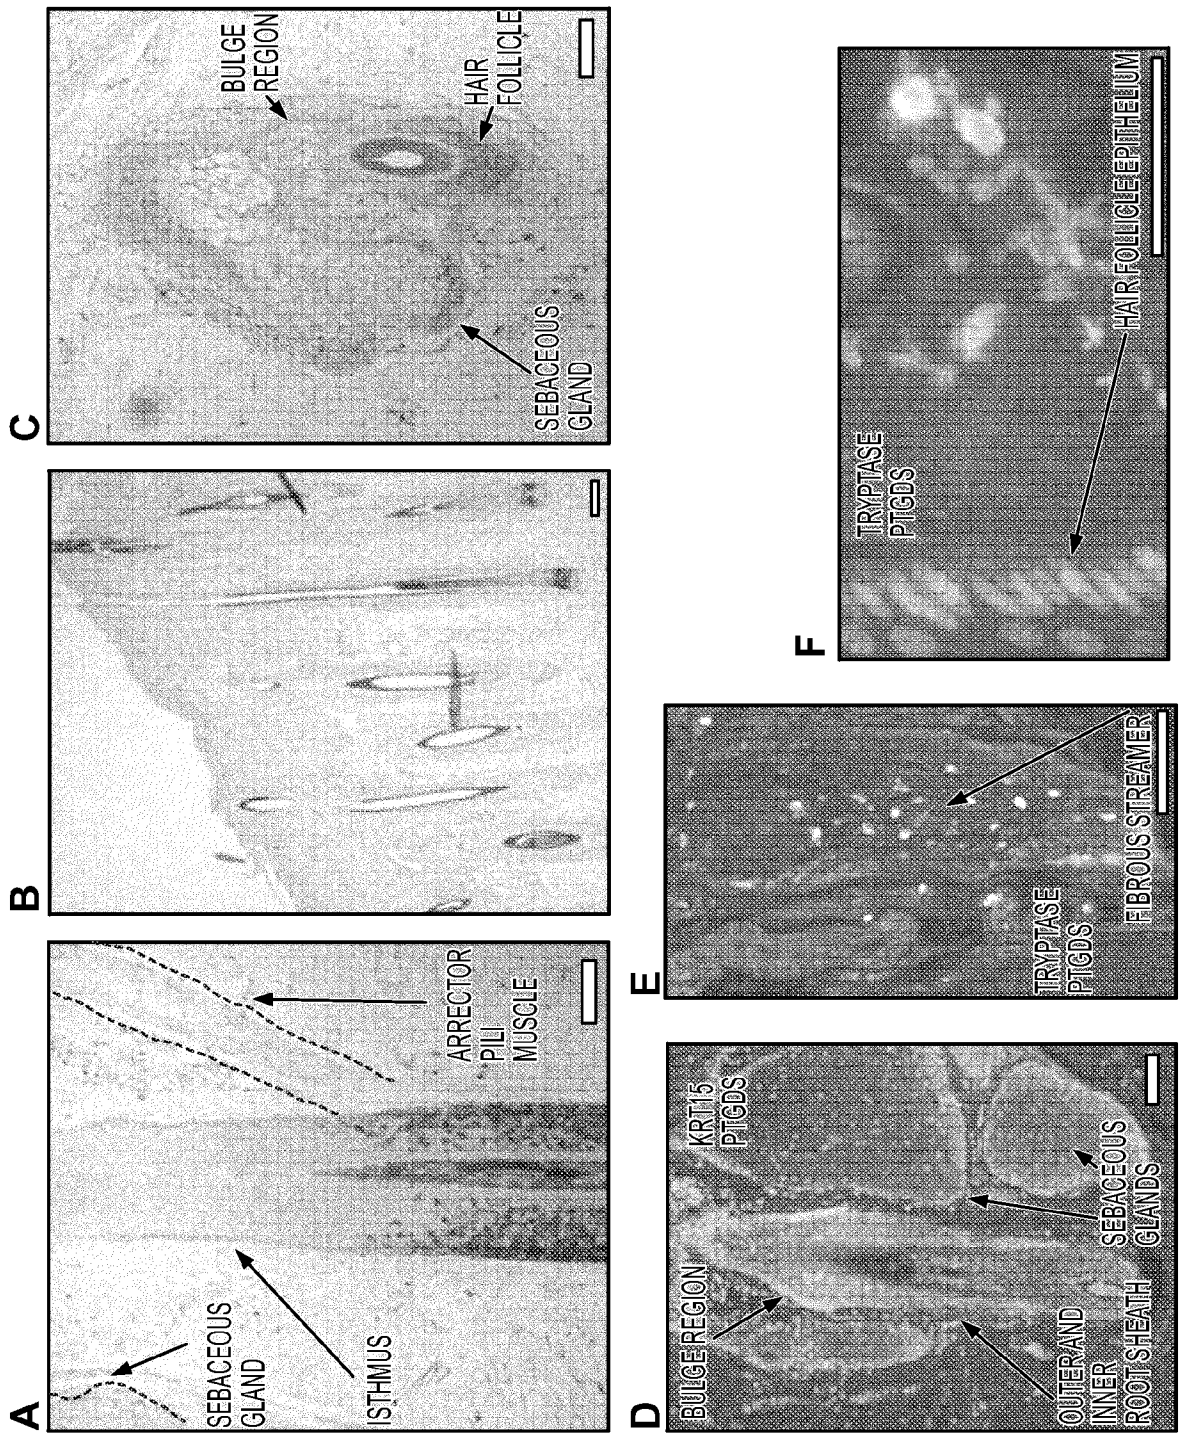 A
SEBACEOUS
GLAND
ISTHMUS
ARRECTOR
PILI
MUSCLE
B
C
BULGE
REGION
HAIR
FOLLICLE
SEBACEOUS
GLAND
D
BULGE REGION
KRT15
PTGDS
OUTER AND
INNER
ROOT SHEATH
SEBACEOUS
GLANDS
E
TRYPTASE
PTGDS
FIBROUS STREAMER
F
TRYPTASE
PTGDS
HAIR FOLLICLE EPITHELIUM